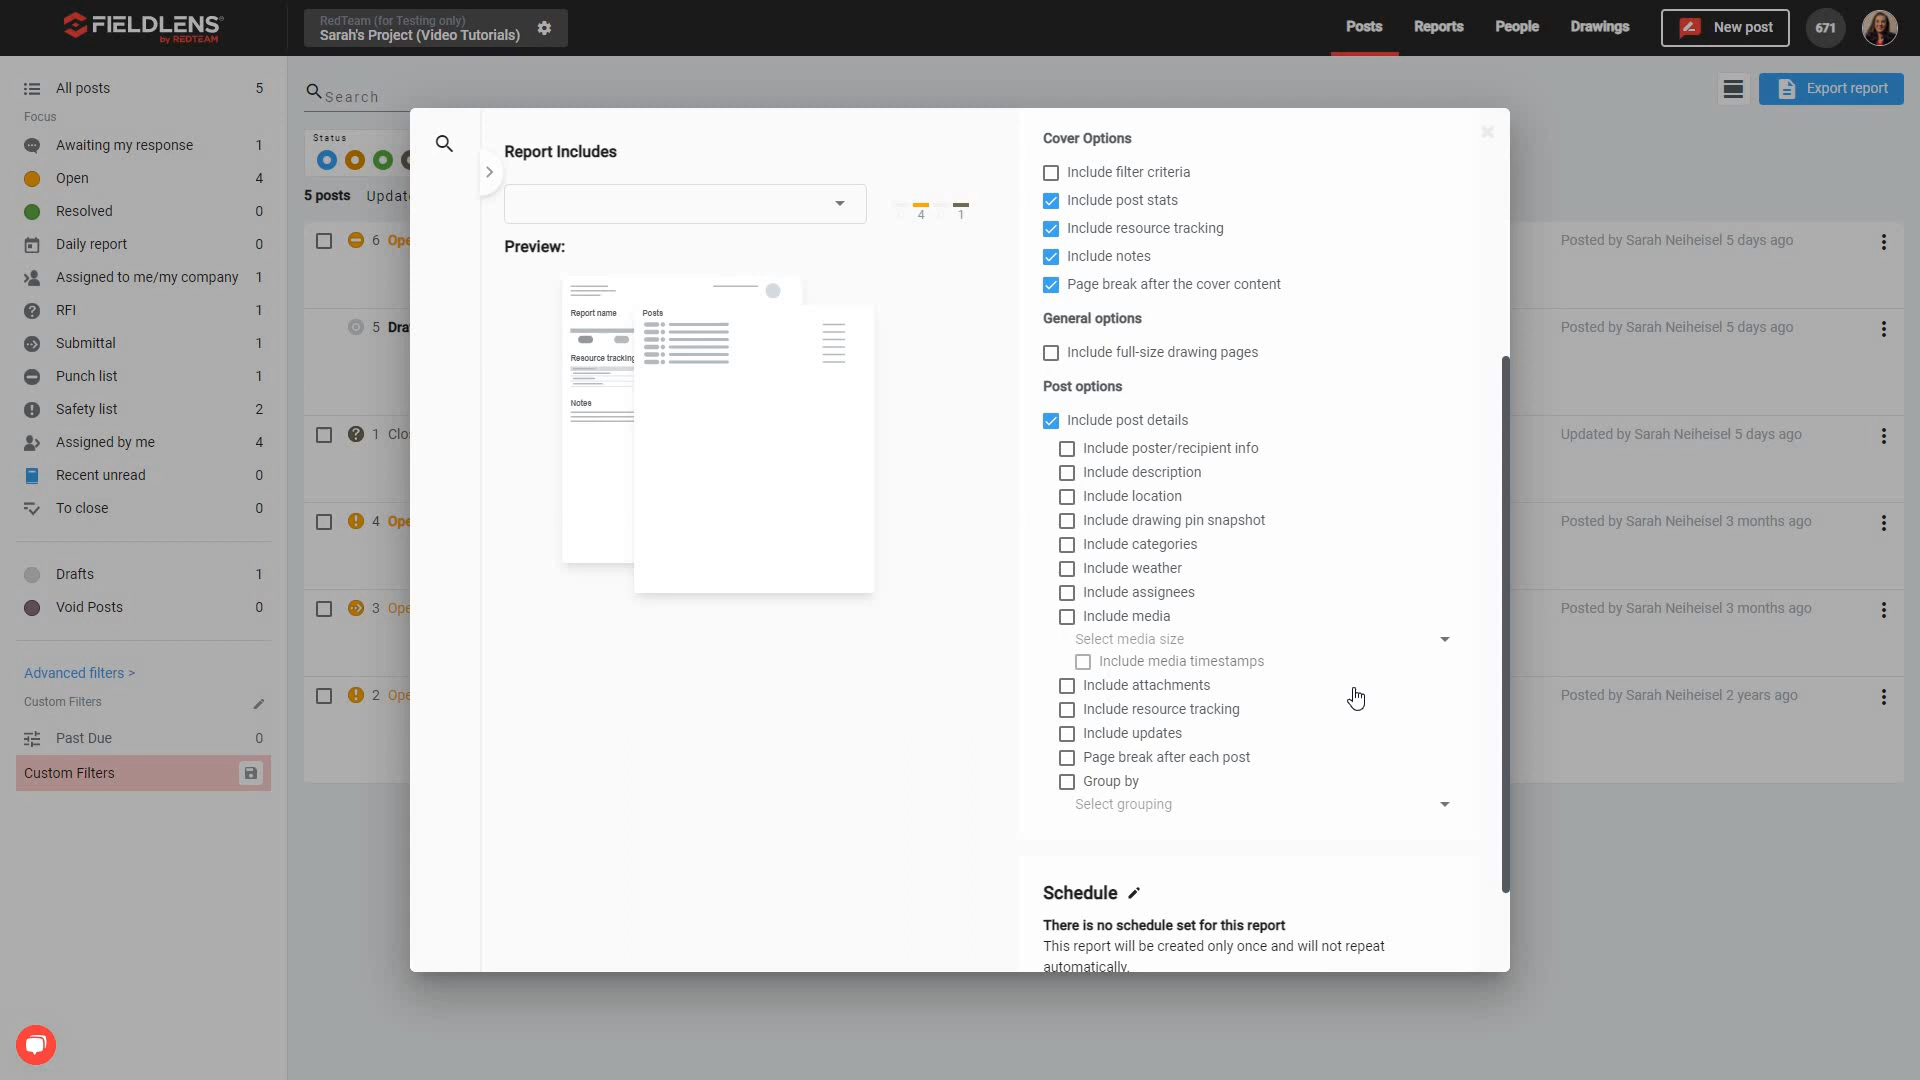 FIELDLENS
by REDTEAM
RedTeam (for Testing only)
Sarah's Project (Video Tutorials)
Posts
Reports
People
Drawings
New post
671
All posts 5
Focus
Awaiting my response 1
Open 4
Resolved 0
Daily report 0
Assigned to me/my company 1
RFI 1
Submittal 1
Punch list 1
Safety list 2
Assigned by me 4
Recent unread 0
To close 0
Drafts 1
Void Posts 0
Advanced filters >
Custom Filters
Past Due 0
Custom Filters
Search
Export report
Status
5 posts Updat
6 Ope
5 Dra
1 Clo
4 Ope
3 Ope
2 Ope
Posted by Sarah Neiheisel 5 days ago
Posted by Sarah Neiheisel 5 days ago
Updated by Sarah Neiheisel 5 days ago
Posted by Sarah Neiheisel 3 months ago
Posted by Sarah Neiheisel 3 months ago
Posted by Sarah Neiheisel 2 years ago
Report Includes
4 1
Preview:
Report name
Resource tracking
Notes
Posts
Cover Options
Include filter criteria
Include post stats
Include resource tracking
Include notes
Page break after the cover content
General options
Include full-size drawing pages
Post options
Include post details
Include poster/recipient info
Include description
Include location
Include drawing pin snapshot
Include categories
Include weather
Include assignees
Include media
Select media size
Include media timestamps
Include attachments
Include resource tracking
Include updates
Page break after each post
Group by
Select grouping
Schedule
There is no schedule set for this report
This report will be created only once and will not repeat
automatically.